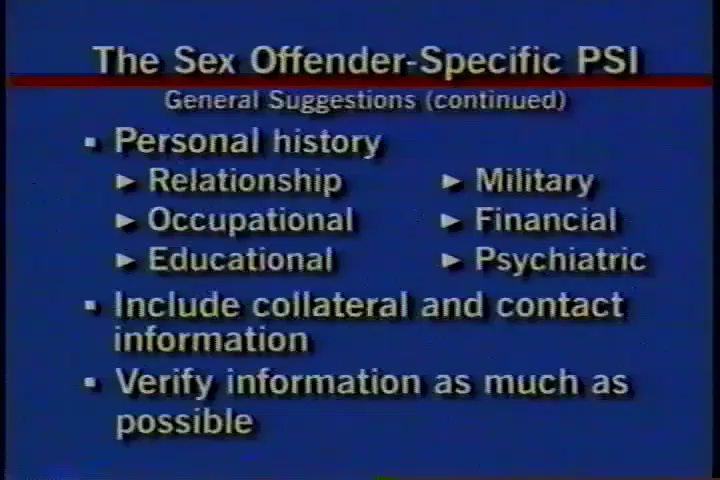 The Sex Offender-Specific PSI
General Suggestions (continued)
▪ Personal history
► Relationship ► Military
► Occupational ► Financial
► Educational ► Psychiatric
▪ Include collateral and contact
information
▪ Verify information as much as
possible